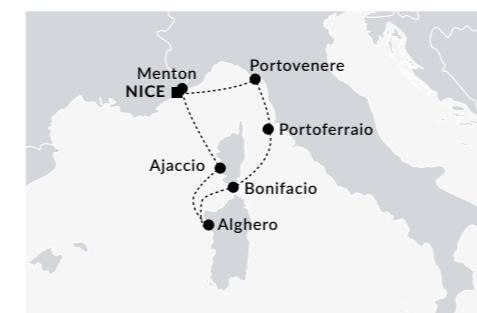 Portovenere
Menton
NICE
Portoferraio
Ajaccio
Bonifacio
Alghero